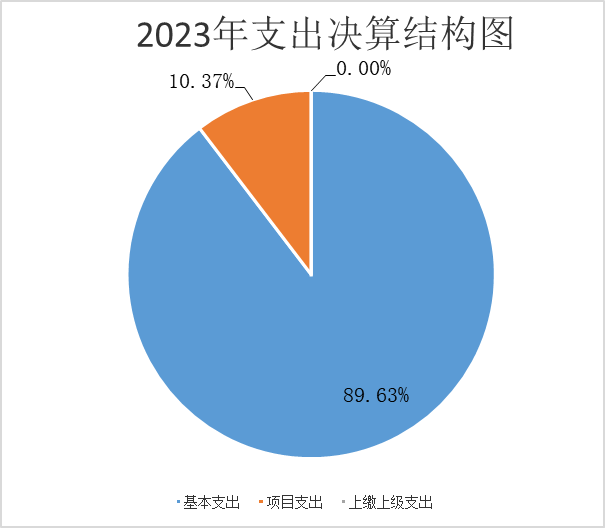 2023年支出决算结构图
0.00%
10.37%
89.63%
基本支出 项目支出 上缴上级支出